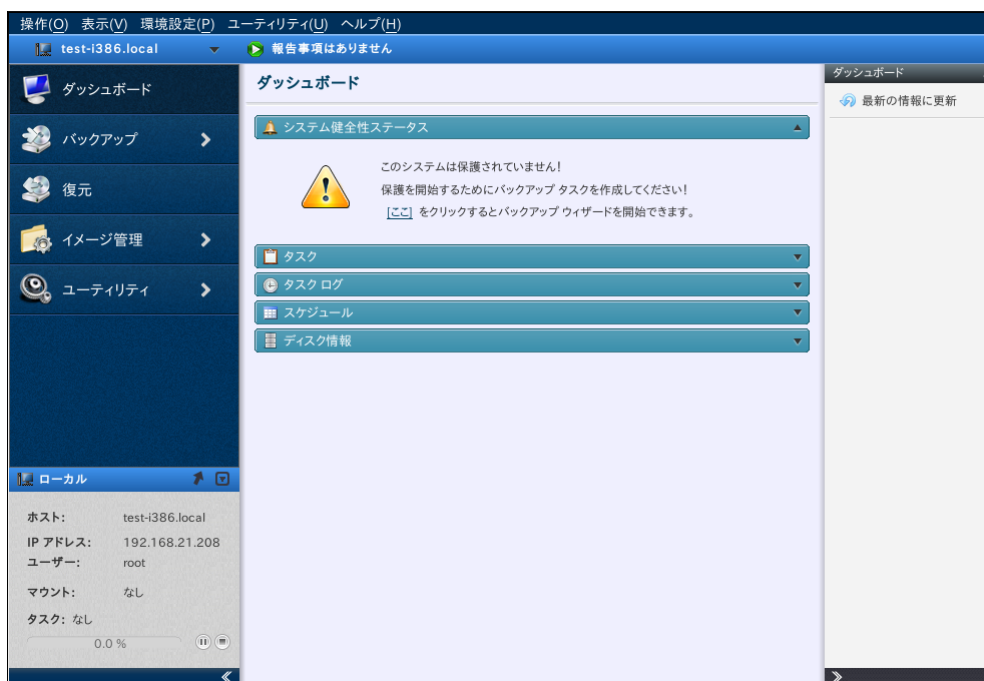 操作(O) 表示(V) 環境設定(P) ユーティリティ(U) ヘルプ(H)
test-i386.local
報告事項はありません
ダッシュボード
バックアップ
復元
イメージ管理
ユーティリティ
ダッシュボード
システム健全性ステータス
このシステムは保護されていません!
保護を開始するためにバックアップ タスクを作成してください!
[ここ] をクリックするとバックアップ ウィザードを開始できます。
タスク
タスク ログ
スケジュール
ディスク情報
ダッシュボード
最新の情報に更新
ローカル
ホスト: test-i386.local
IP アドレス: 192.168.21.208
ユーザー: root
マウント: なし
タスク: なし
0.0 %